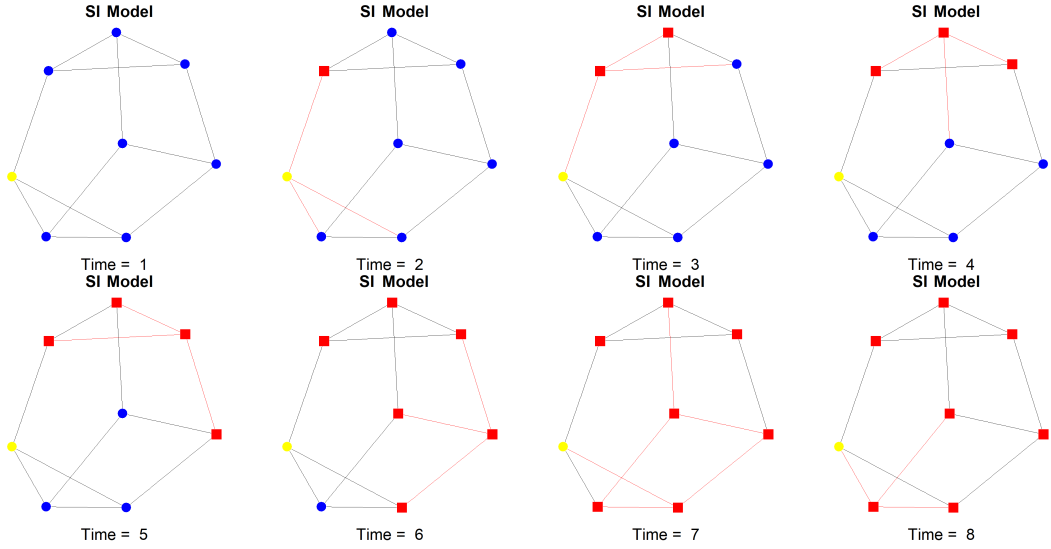 SI Model
SI Model
SI Model
SI Model
Time = 1
Time = 2
Time = 3
Time = 4
SI Model
SI Model
SI Model
SI Model
Time = 5
Time = 6
Time = 7
Time = 8